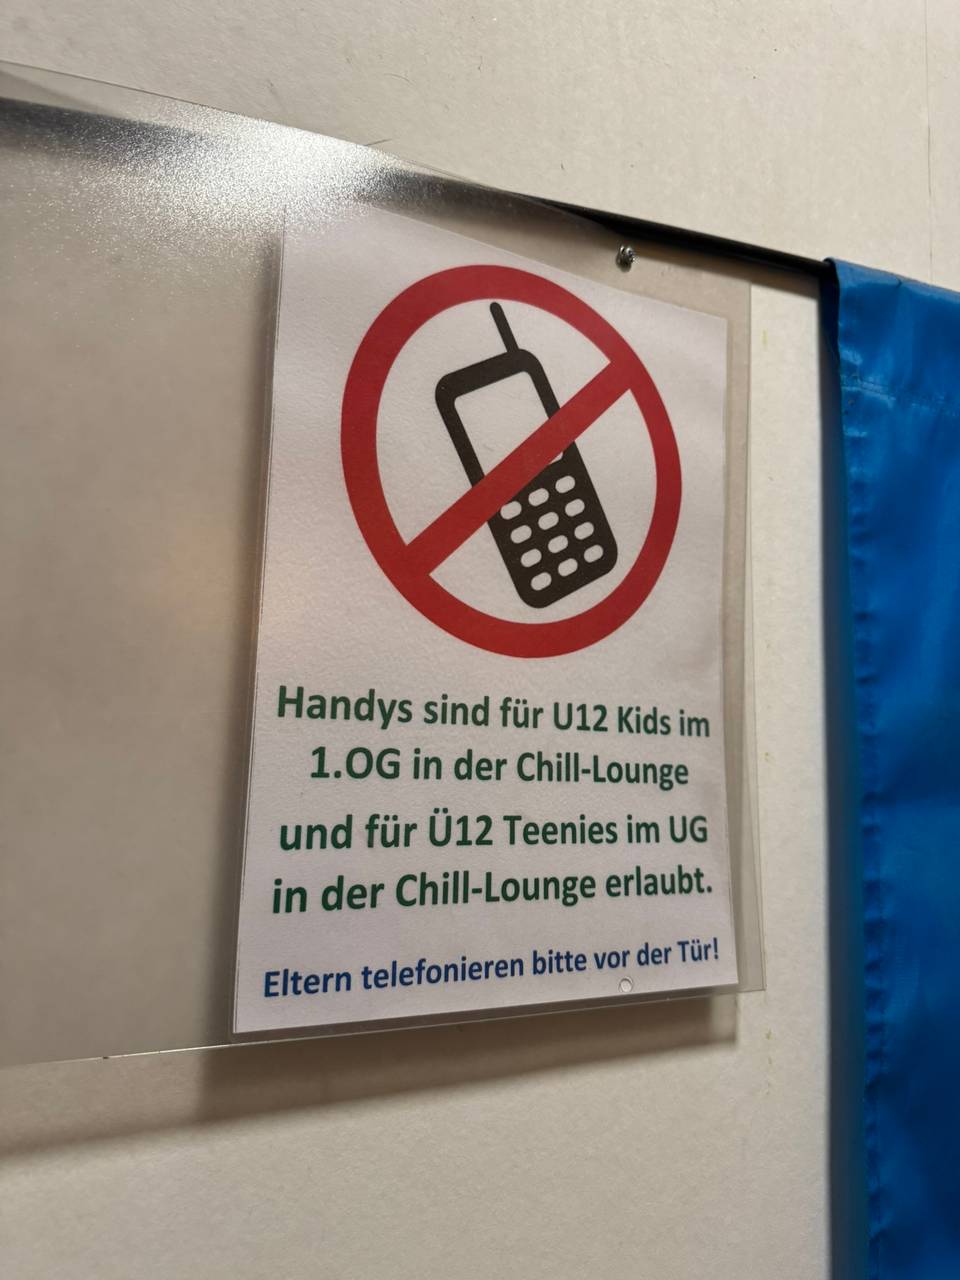 Handys sind für U12 Kids im
1.OG in der Chill-Lounge
und für Ü12 Teenies im UG
in der Chill-Lounge erlaubt.
Eltern telefonieren bitte vor der Tür!